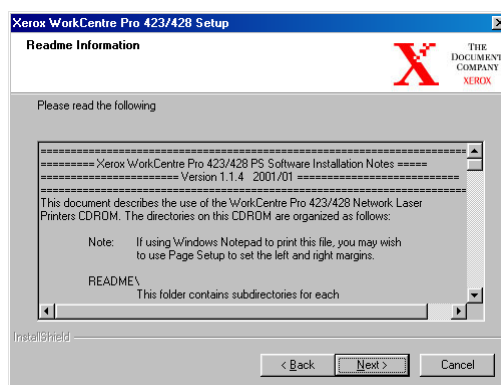 Xerox WorkCentre Pro 423/428 Setup
Readme Information
THE
DOCUMENT
COMPANY
XEROX
Please read the following
==================================================
========= Xerox WorkCentre Pro 423/428 PS Software Installation Notes =====
====================== Version 1.1.4   2001/01 ==========================
==================================================
This document describes the use of the WorkCentre Pro 423/428 Network Laser
Printers CDROM. The directories on this CDROM are organized as follows:
Note: If using Windows Notepad to print this file, you may wish
to use Page Setup to set the left and right margins.
README\
This folder contains subdirectories for each
InstallShield
< Back Next > Cancel